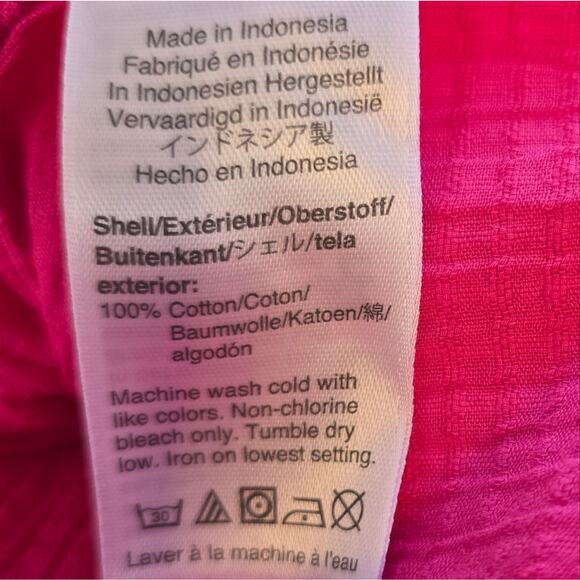 Made in Indonesia
Fabriqué en Indonésie
In Indonesien Hergestellt
Vervaardigd in Indonesië
インドネシア製
Hecho en Indonesia
Shell/Extérieur/Oberstoff/
Buitenkant/シェル/tela
exterior:
100% Cotton/Coton/
Baumwolle/Katoen/綿/
algodón
Machine wash cold with
like colors. Non-chlorine
bleach only. Tumble dry
low. Iron on lowest setting.
30
Laver à la machine à l'eau